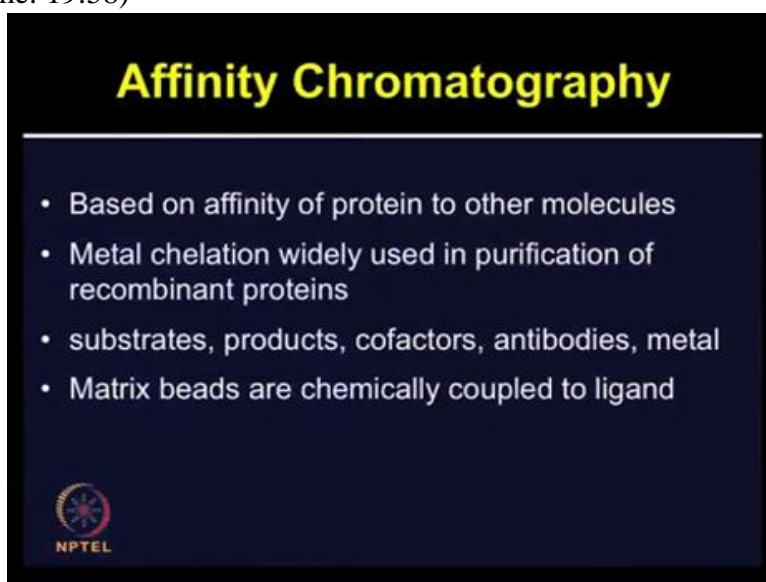 Affinity Chromatography
• Based on affinity of protein to other molecules
• Metal chelation widely used in purification of
recombinant proteins
• substrates, products, cofactors, antibodies, metal
• Matrix beads are chemically coupled to ligand
NPTEL